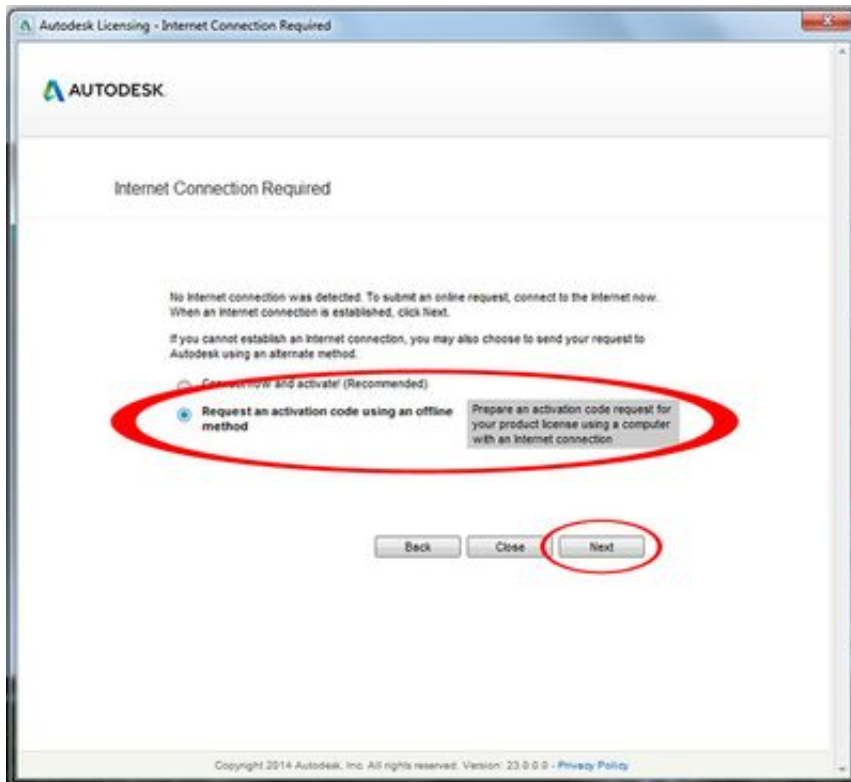 Autodesk Licensing - Internet Connection Required
AUTODESK
Internet Connection Required
No Internet connection was detected. To submit an online request, connect to the Internet now.
When an Internet connection is established, click Next.
If you cannot establish an Internet connection, you may also choose to send your request to
Autodesk using an alternate method.
Connect now and activate! (Recommended)
Request an activation code using an offline
method
Prepare an activation code request for
your product license using a computer
with an Internet connection
Back Close Next
Copyright 2014 Autodesk, Inc. All rights reserved. Version: 23.0.0.0 - Privacy Policy